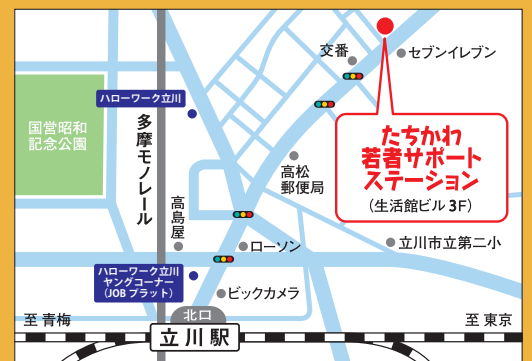 交番
セブンイレブン
ハローワーク立川
たちかわ
若者サポート
ステーション
（生活館ビル 3F）
国営昭和
記念公園
多摩モノレール
高松
郵便局
高島屋
ローソン
立川市立第二小
ハローワーク立川
ヤングコーナー
（JOB プラット）
ビックカメラ
北口
至 青梅
至 東京
立川駅